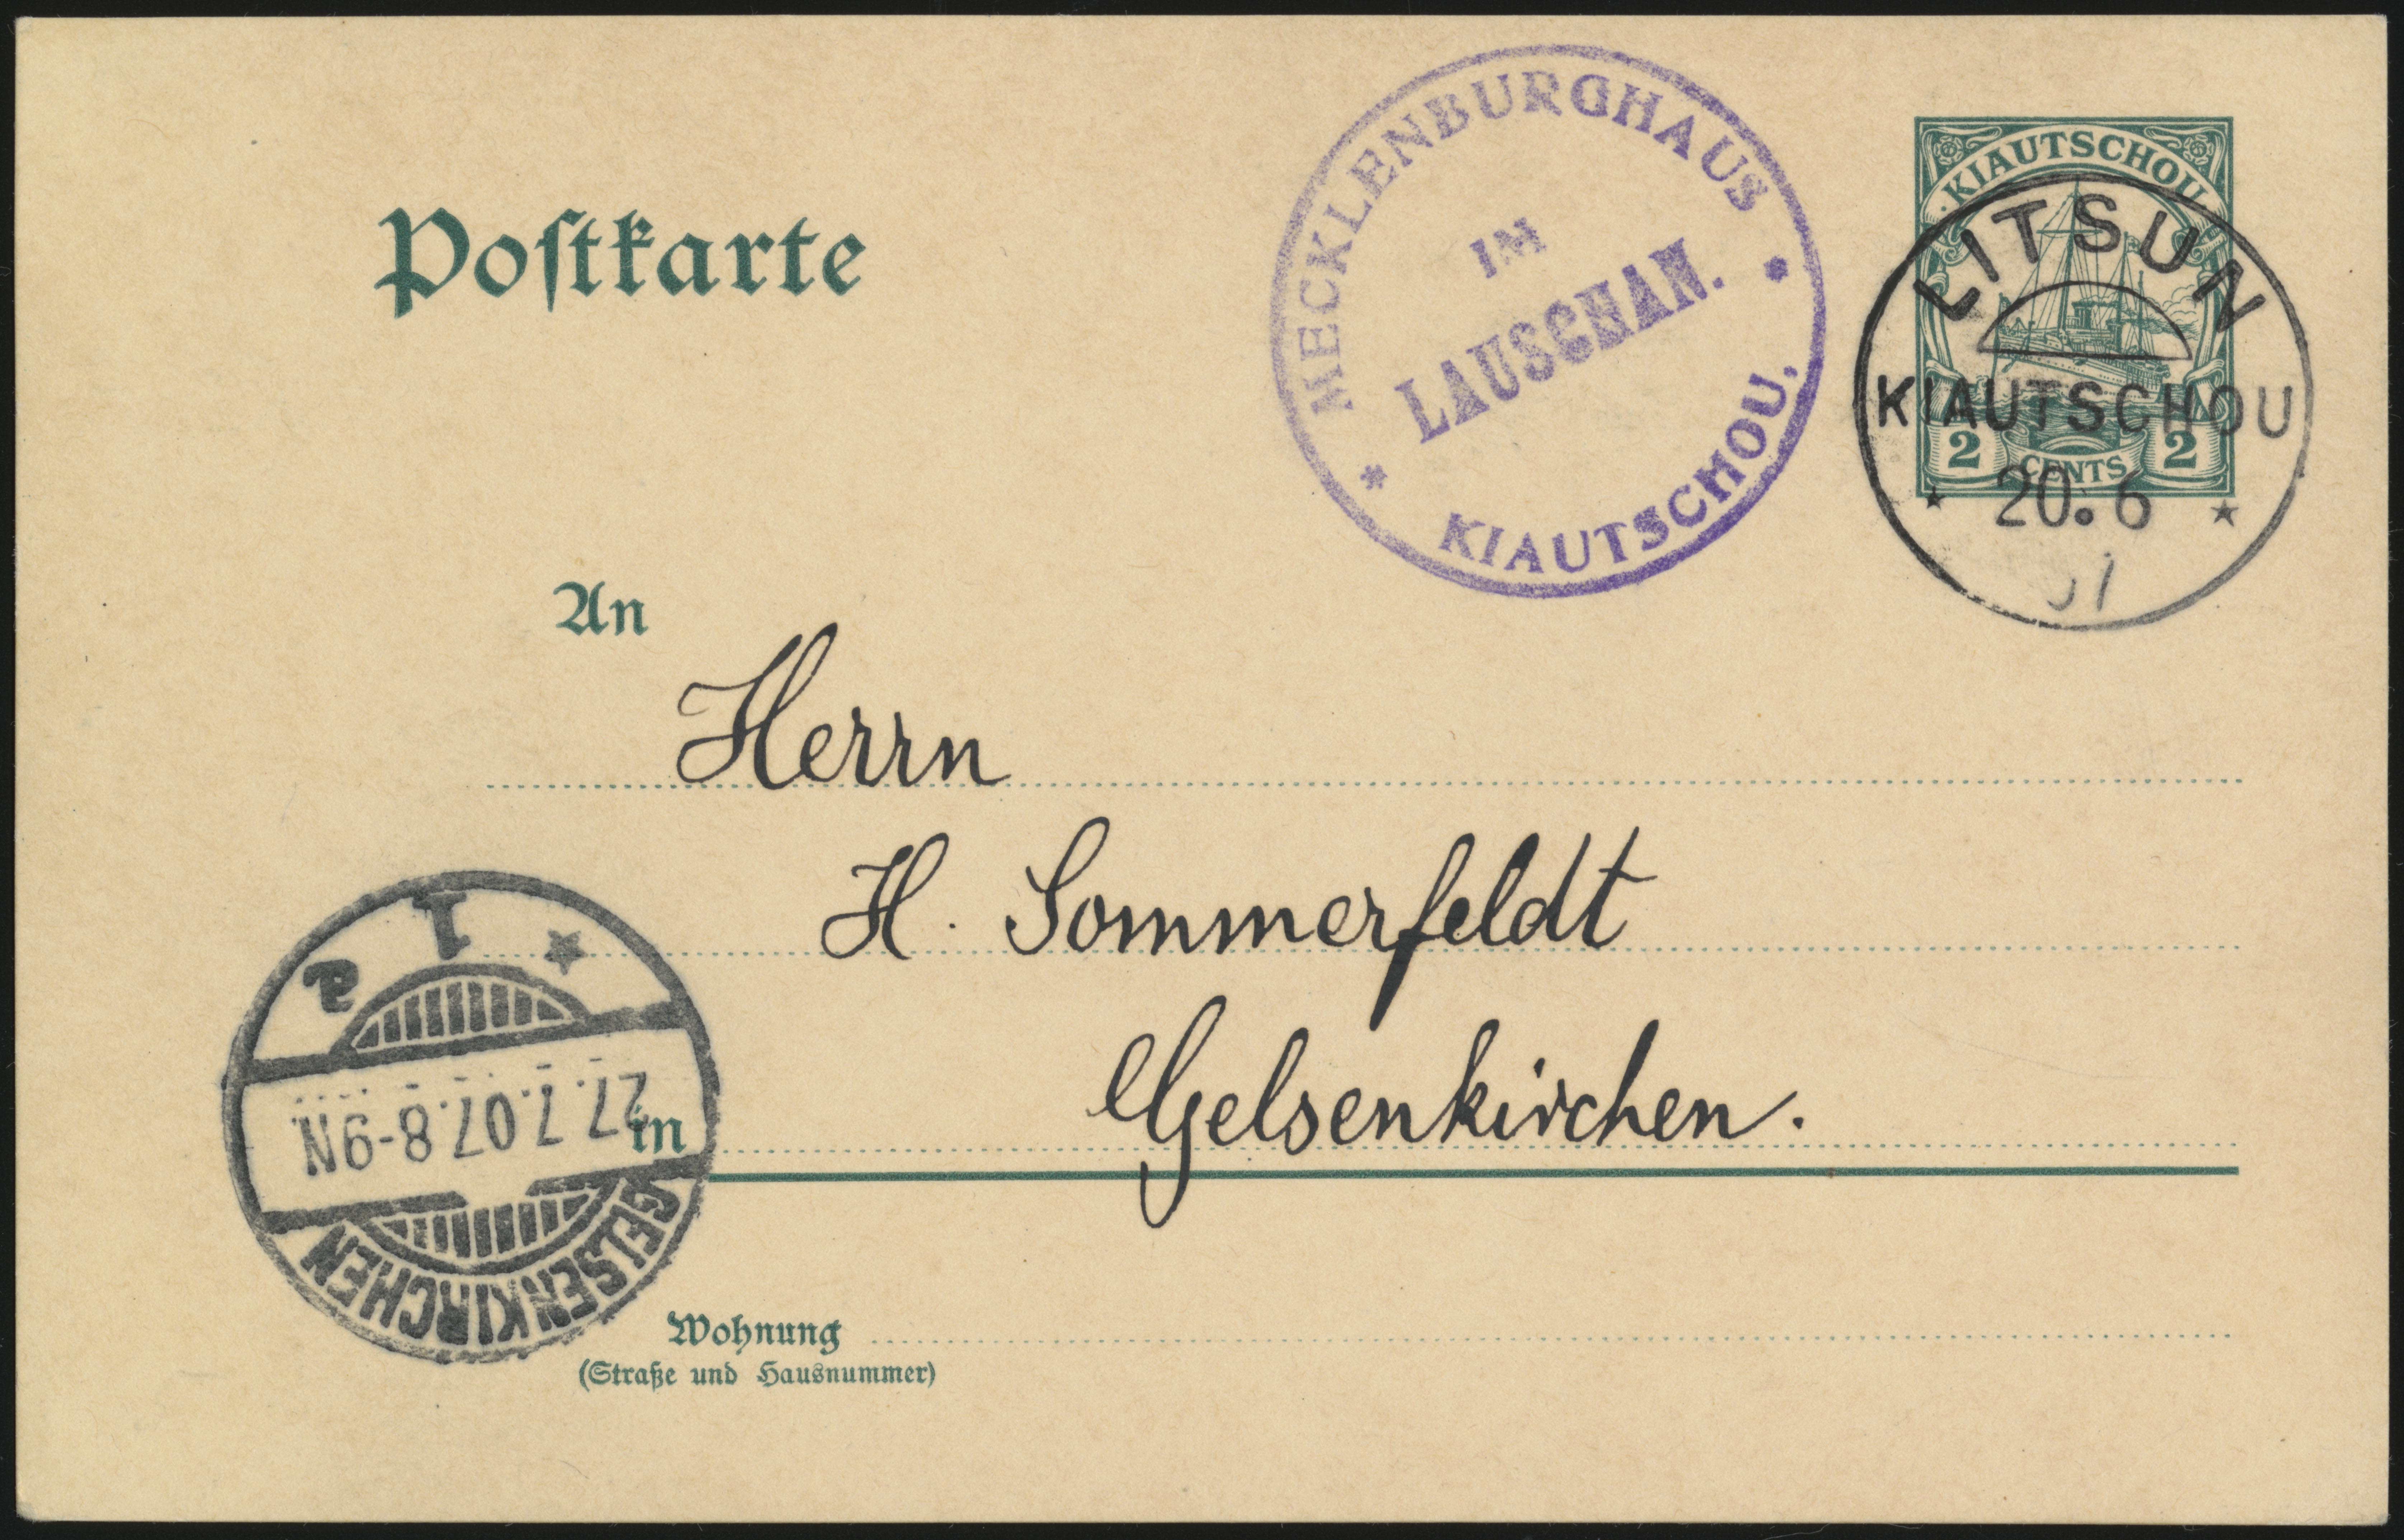 Postkarte
MECKLENBURGHAUS
IM
LAUSCHAN.
KIAUTSCHOU.
KIAUTSCHOU
2 CENTS 2
LITSUN
KIAUTSCHOU
20.6
An
Herrn
H. Sommerfeldt
in Gelsenkirchen.
GELSENKIRCHEN
27.7.07.8-9N
1 a
Wohnung
(Straße und Hausnummer)